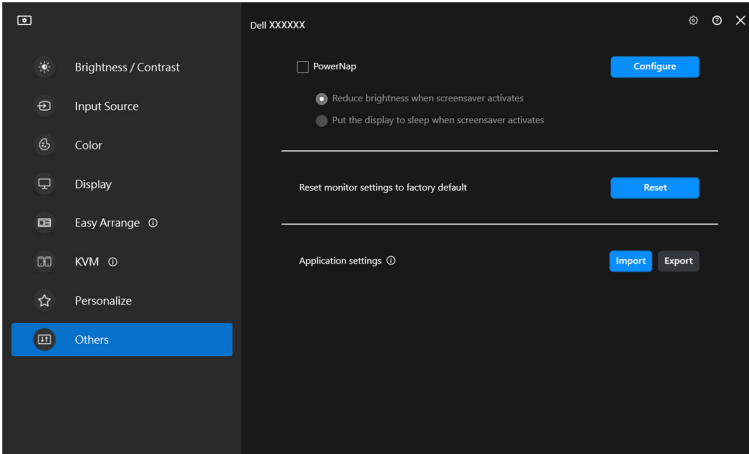 Dell XXXXXX
Brightness / Contrast
Input Source
Color
Display
Easy Arrange
KVM
Personalize
Others
PowerNap
Configure
Reduce brightness when screensaver activates
Put the display to sleep when screensaver activates
Reset monitor settings to factory default
Reset
Application settings
Import
Export